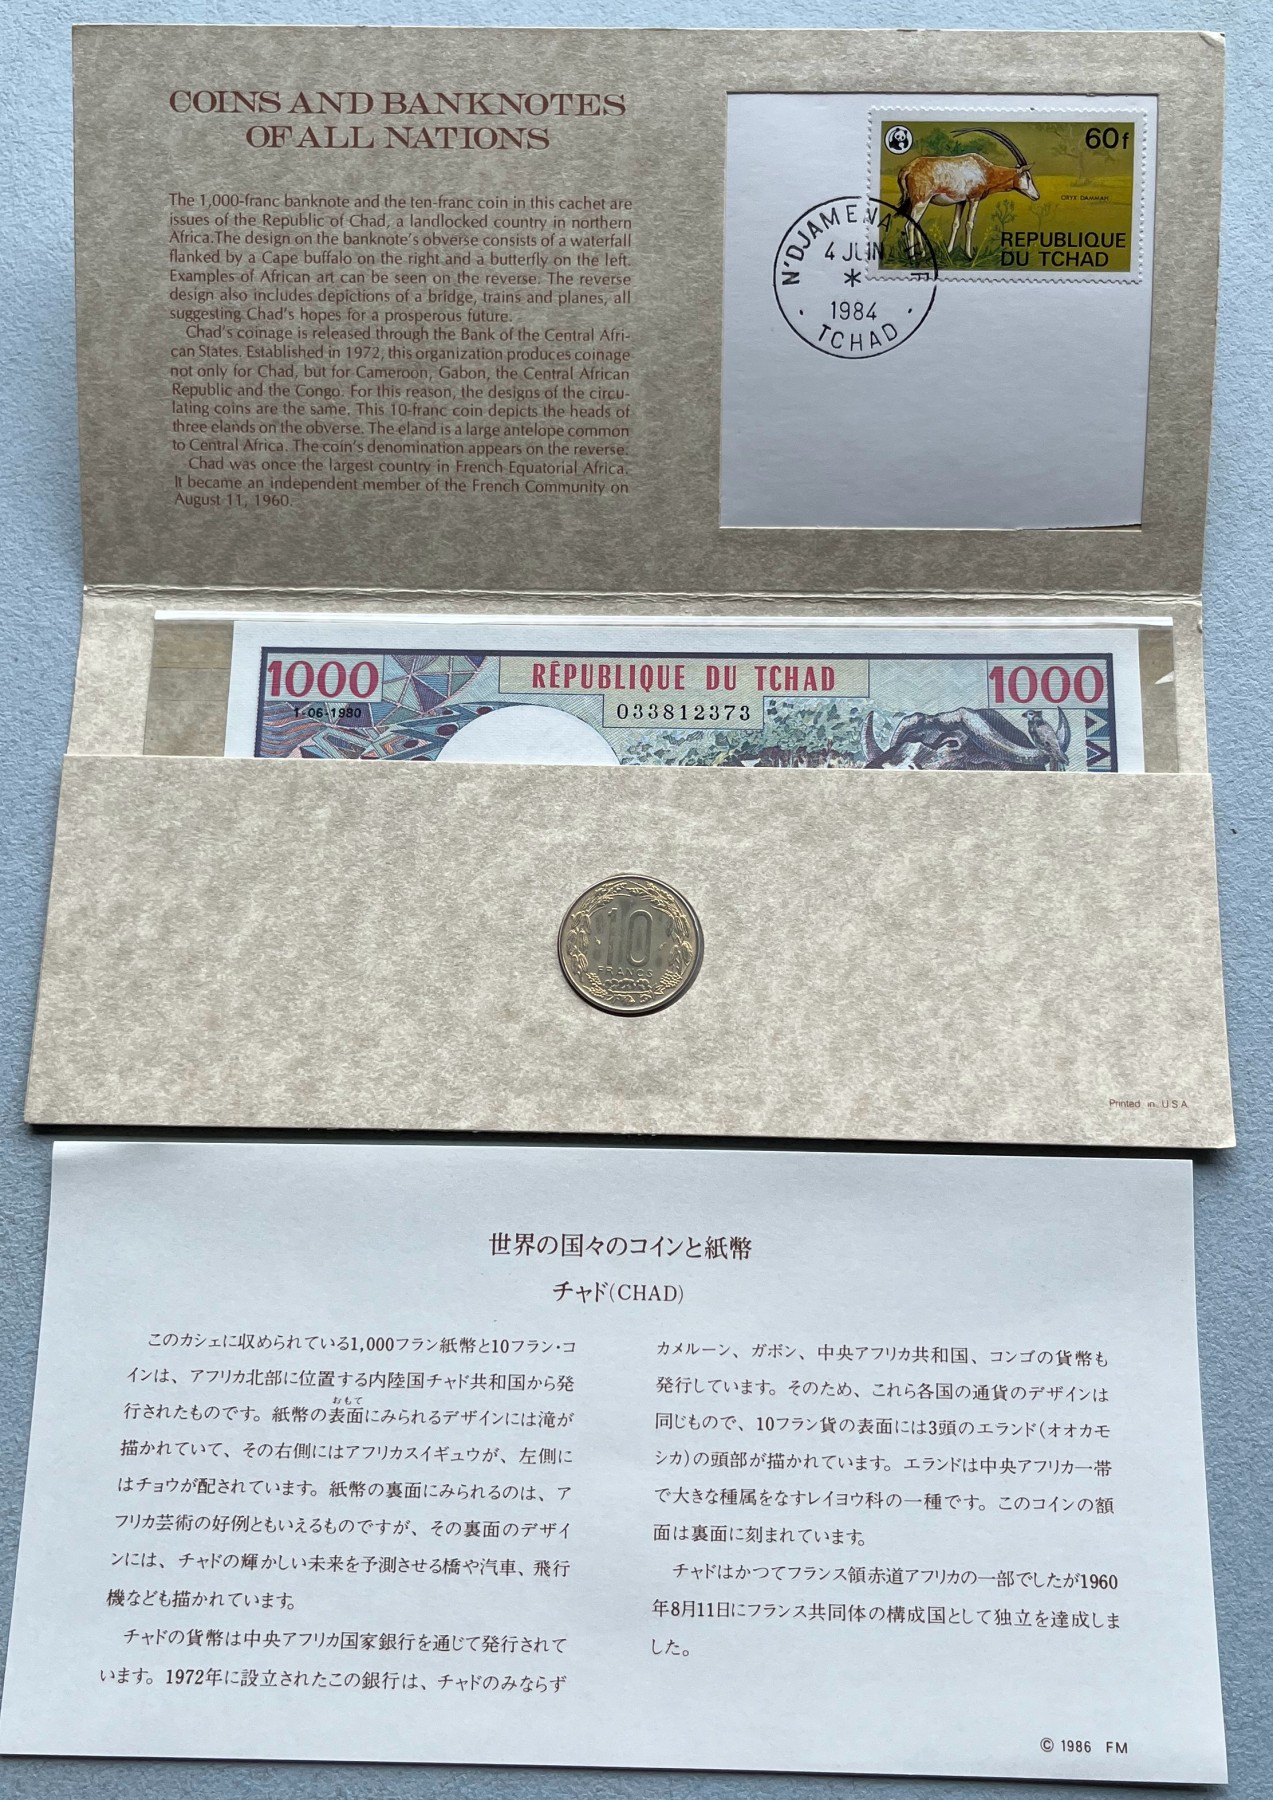 COINS AND BANKNOTES
OF ALL NATIONS
The 1,000-franc banknote and the ten-franc coin in this cachet are
issues of the Republic of Chad, a landlocked country in northern
Africa. The design on the banknote's obverse consists of a waterfall
flanked by a Cape buffalo on the right and a butterfly on the left.
Examples of African art can be seen on the reverse. The reverse
design also includes depictions of a bridge, trains and planes, all
suggesting Chad's hopes for a prosperous future.
Chad's coinage is released through the Bank of the Central Afri-
can States. Established in 1972, this organization produces coinage
not only for Chad, but for Cameroon, Gabon, the Central African
Republic and the Congo. For this reason, the designs of the circu-
lating coins are the same. This 10-franc coin depicts the heads of
three elands on the obverse. The eland is a large antelope common
to Central Africa. The coin's denomination appears on the reverse.
Chad was once the largest country in French Equatorial Africa.
It became an independent member of the French Community on
August 11, 1960.
60f
ORYX DAMMAH
REPUBLIQUE
DU TCHAD
N'DJAMENA
4 JUIN
1984
TCHAD
1000
RÉPUBLIQUE DU TCHAD
1000
1-06-1980
033812373
10
FRANCS
Printed in U S A
世界の国々のコインと紙幣
チャド(CHAD)
このカシェに収められている1,000フラン紙幣と10フラン・コ
インは、アフリカ北部に位置する内陸国チャド共和国から発
おもて
行されたものです。紙幣の表面にみられるデザインには滝が
描かれていて、その右側にはアフリカスイギュウが、左側に
はチョウが配されています。紙幣の裏面にみられるのは、ア
フリカ芸術の好例ともいえるものですが、その裏面のデザイ
ンには、チャドの輝かしい未来を予測させる橋や汽車、飛行
機なども描かれています。
チャドの貨幣は中央アフリカ国家銀行を通じて発行されて
います。1972年に設立されたこの銀行は、チャドのみならず
カメルーン、ガボン、中央アフリカ共和国、コンゴの貨幣も
発行しています。そのため、これら各国の通貨のデザインは
同じもので、10フラン貨の表面には3頭のエランド(オオカモ
シカ)の頭部が描かれています。エランドは中央アフリカ一帯
で大きな種属をなすレイヨウ科の一種です。このコインの額
面は裏面に刻まれています。
チャドはかつてフランス領赤道アフリカの一部でしたが1960
年8月11日にフランス共同体の構成国として独立を達成しま
した。
© 1986 FM